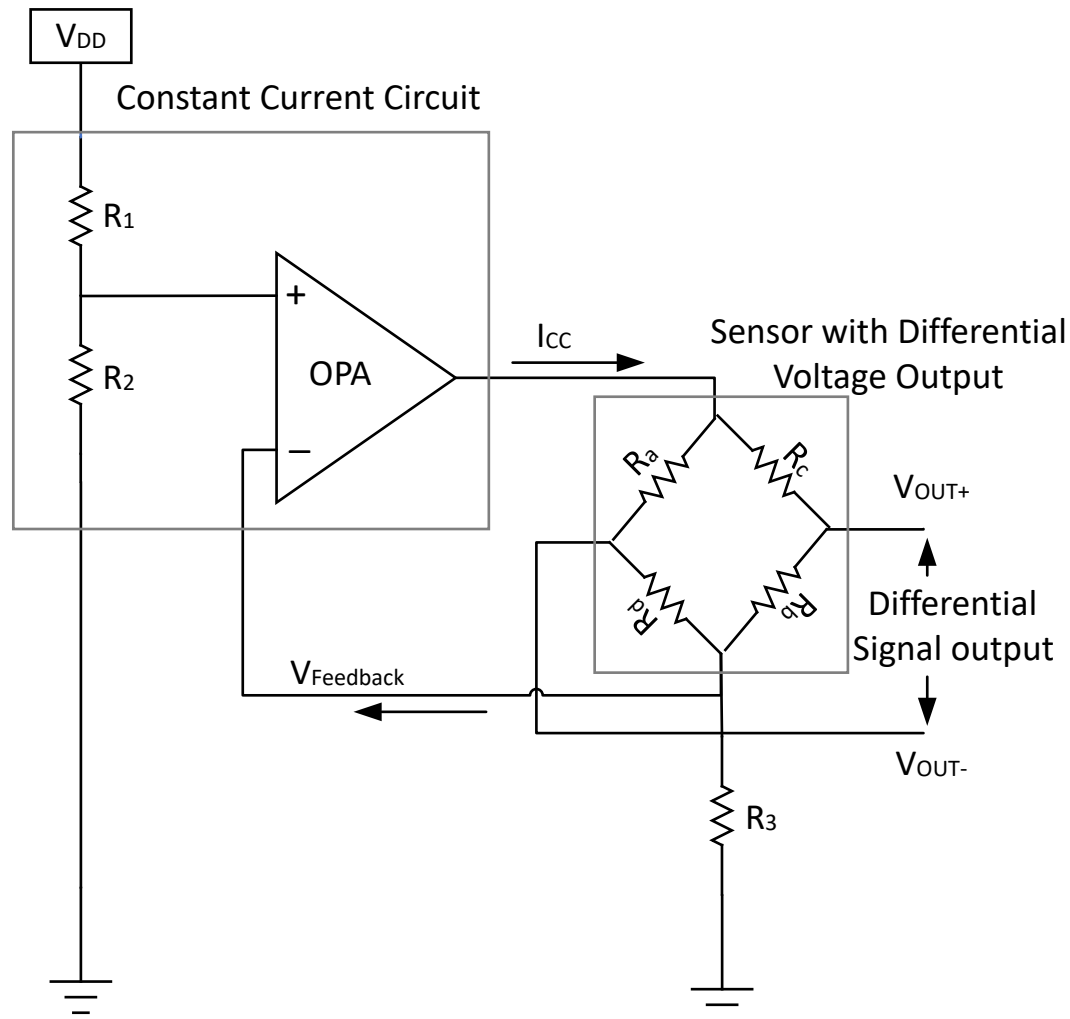 VDD
Constant Current Circuit
R1
+
OPA
R2
−
ICC
Sensor with Differential
Voltage Output
Ra
Rc
VOUT+
Rd
Rb
Differential
Signal output
VFeedback
VOUT-
R3